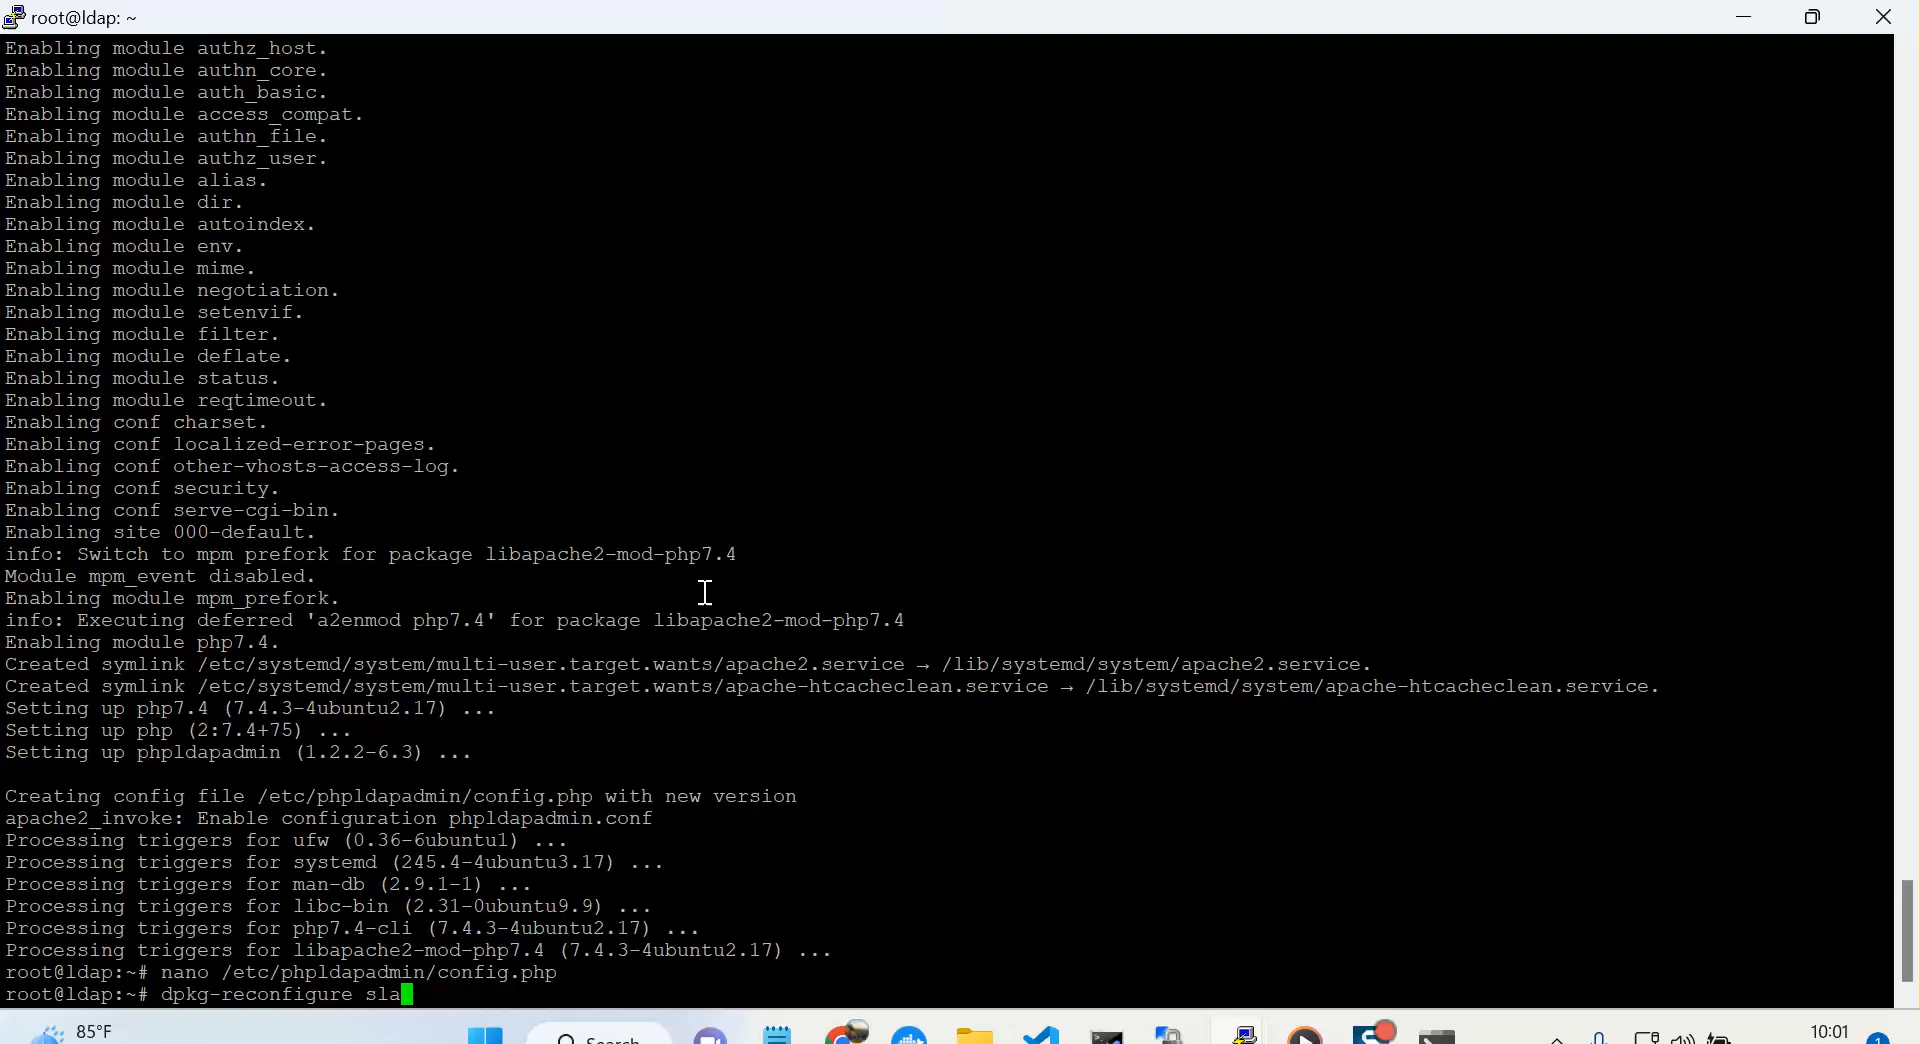 root@ldap: ~
Enabling module authz_host.
Enabling module authn_core.
Enabling module auth_basic.
Enabling module access_compat.
Enabling module authn_file.
Enabling module authz_user.
Enabling module alias.
Enabling module dir.
Enabling module autoindex.
Enabling module env.
Enabling module mime.
Enabling module negotiation.
Enabling module setenvif.
Enabling module filter.
Enabling module deflate.
Enabling module status.
Enabling module reqtimeout.
Enabling conf charset.
Enabling conf localized-error-pages.
Enabling conf other-vhosts-access-log.
Enabling conf security.
Enabling conf serve-cgi-bin.
Enabling site 000-default.
info: Switch to mpm prefork for package libapache2-mod-php7.4
Module mpm_event disabled.
Enabling module mpm_prefork.
info: Executing deferred 'a2enmod php7.4' for package libapache2-mod-php7.4
Enabling module php7.4.
Created symlink /etc/systemd/system/multi-user.target.wants/apache2.service → /lib/systemd/system/apache2.service.
Created symlink /etc/systemd/system/multi-user.target.wants/apache-htcacheclean.service → /lib/systemd/system/apache-htcacheclean.service.
Setting up php7.4 (7.4.3-4ubuntu2.17) ...
Setting up php (2:7.4+75) ...
Setting up phpldapadmin (1.2.2-6.3) ...
Creating config file /etc/phpldapadmin/config.php with new version
apache2_invoke: Enable configuration phpldapadmin.conf
Processing triggers for ufw (0.36-6ubuntu1) ...
Processing triggers for systemd (245.4-4ubuntu3.17) ...
Processing triggers for man-db (2.9.1-1) ...
Processing triggers for libc-bin (2.31-0ubuntu9.9) ...
Processing triggers for php7.4-cli (7.4.3-4ubuntu2.17) ...
Processing triggers for libapache2-mod-php7.4 (7.4.3-4ubuntu2.17) ...
root@ldap:~# nano /etc/phpldapadmin/config.php
root@ldap:~# dpkg-reconfigure sla
85°F
Search
10:01
1